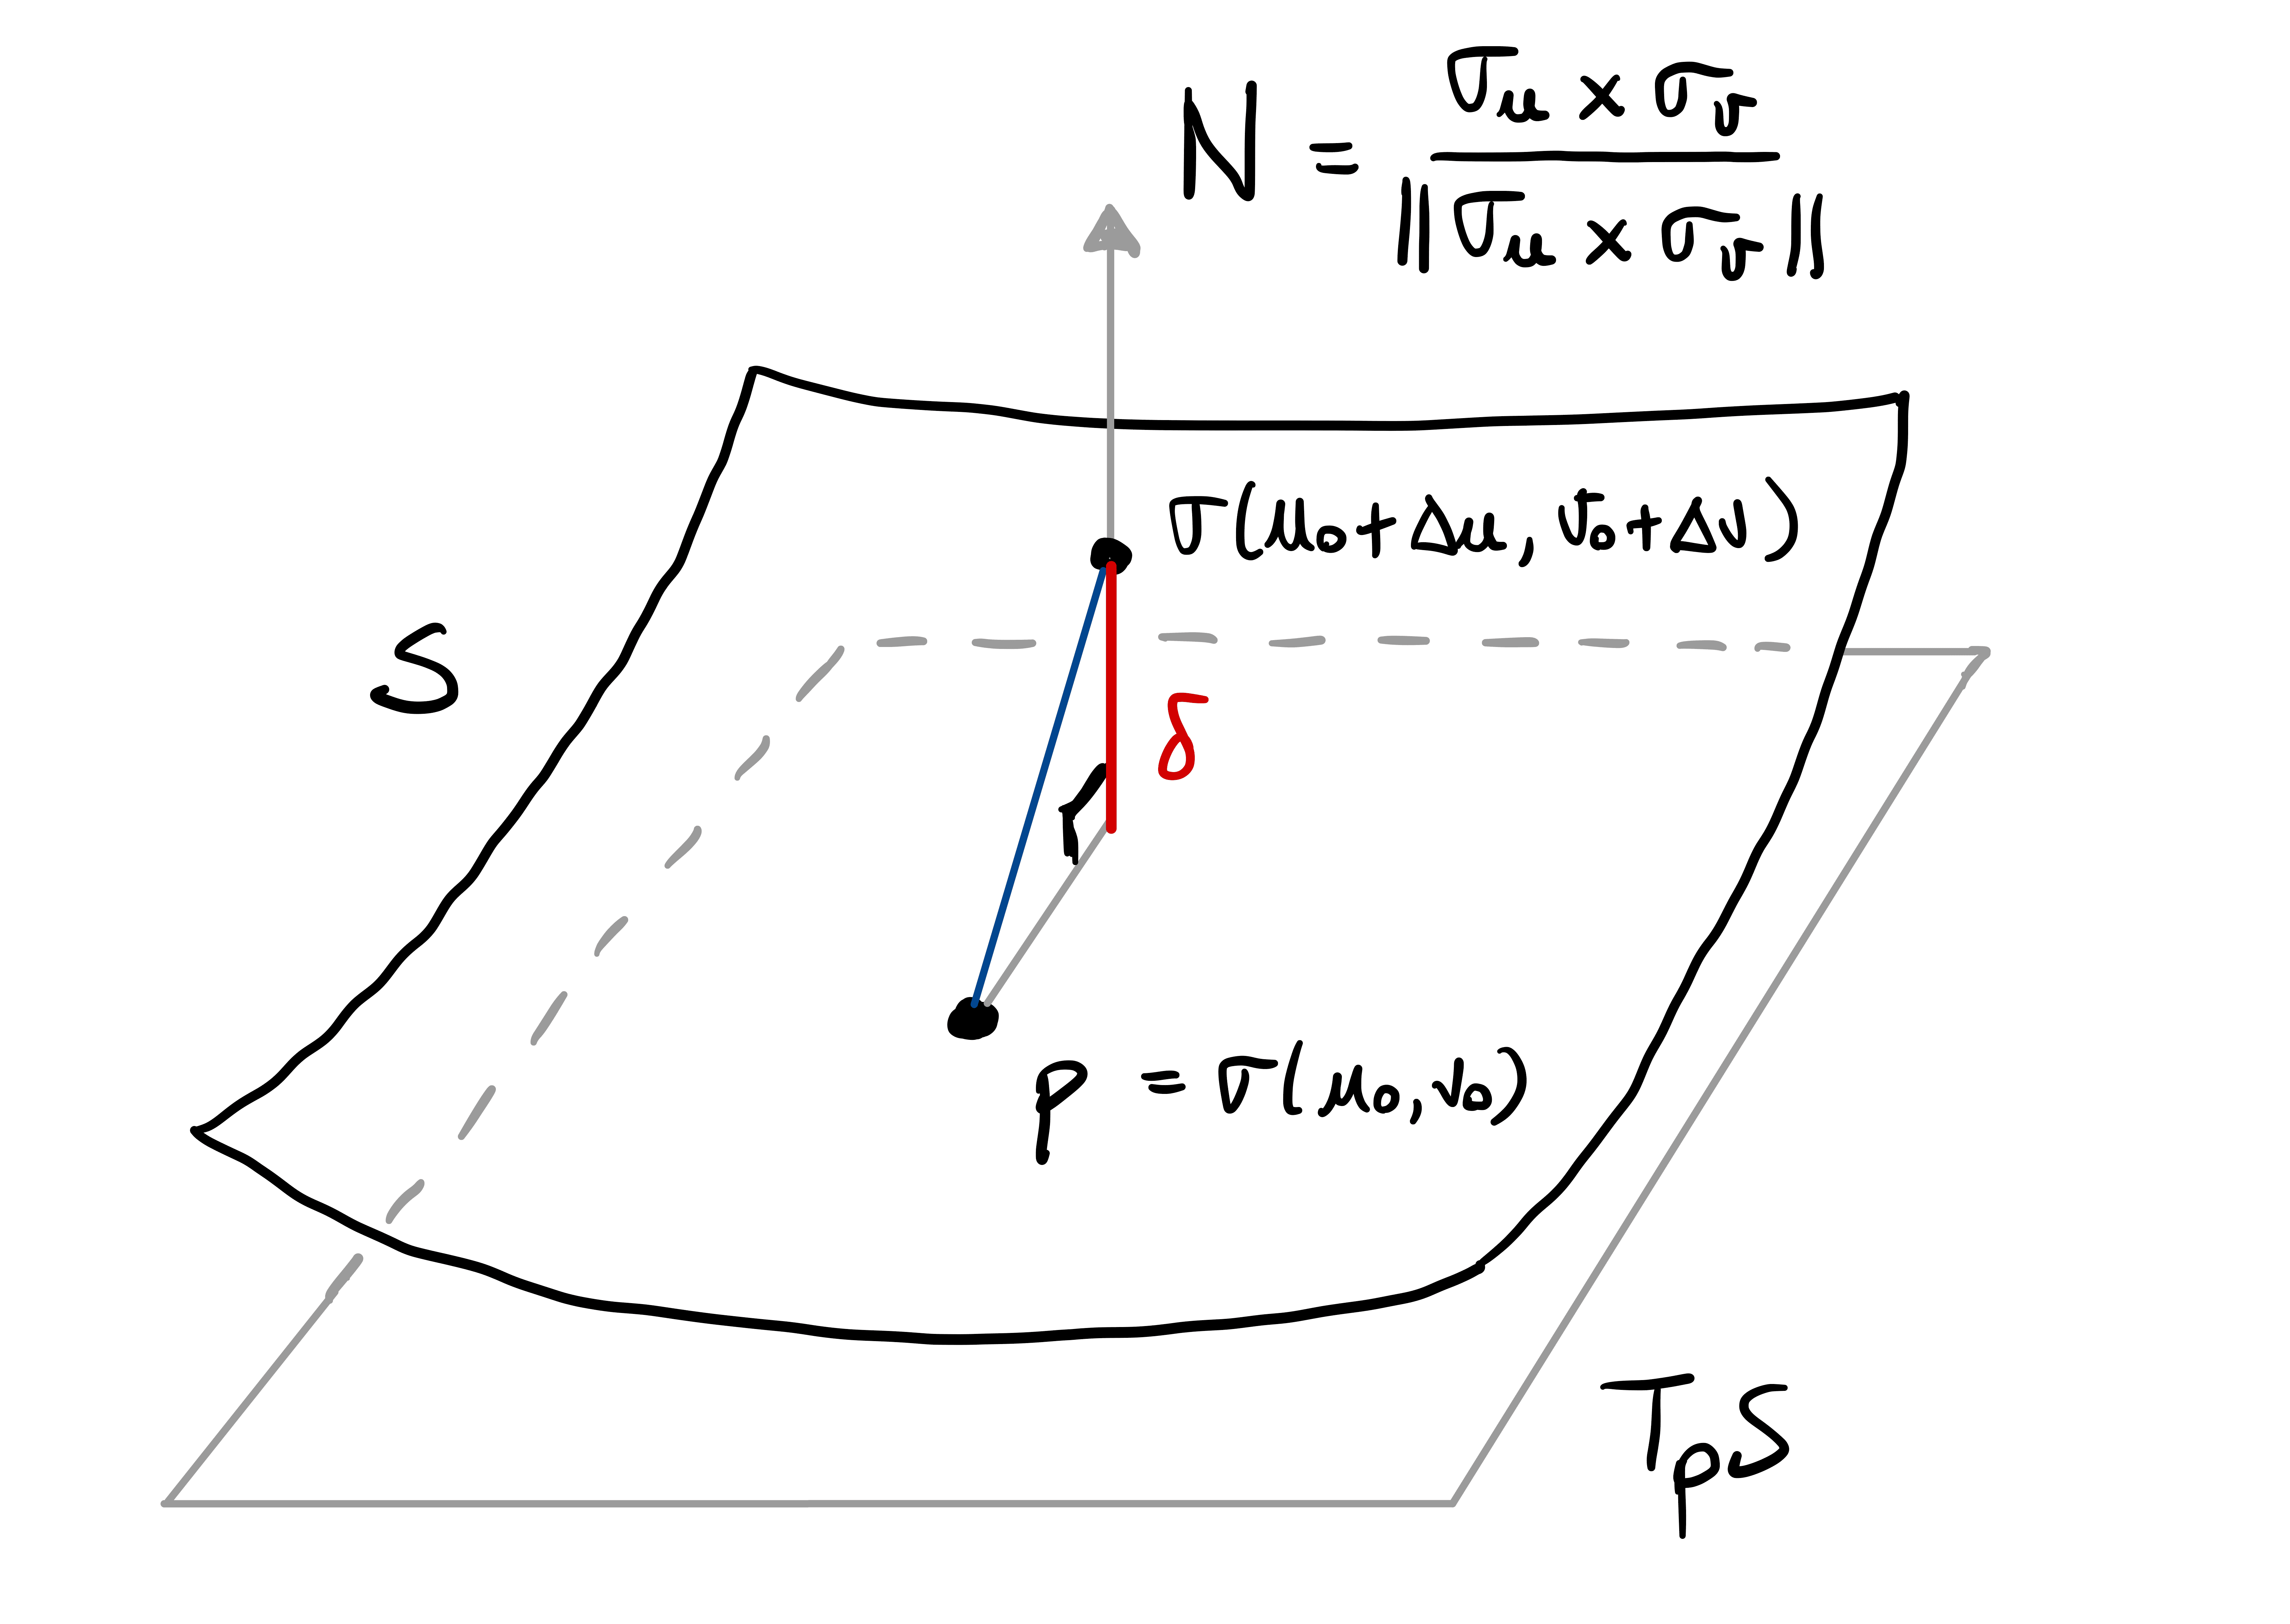 N = σᵤ × σᵥ / ‖σᵤ × σᵥ‖
σ(u₀+Δu, v₀+Δv)
S
δ
p = σ(u₀, v₀)
TₚS